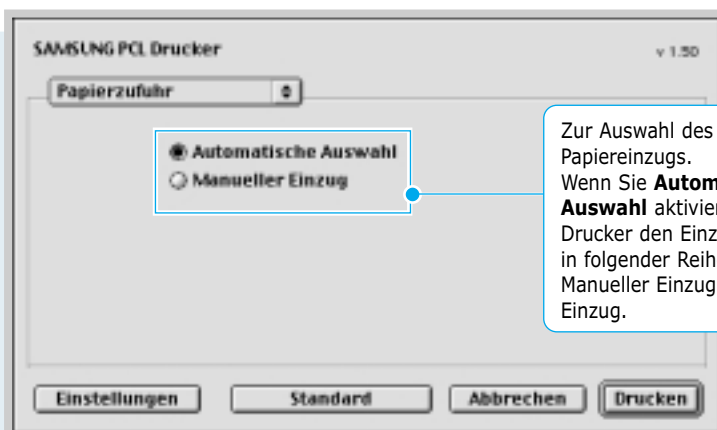 SAMSUNG PCL Drucker
v 1.50
Papierzufuhr
Automatische Auswahl
Manueller Einzug
Zur Auswahl des
Papiereinzugs.
Wenn Sie Autom
Auswahl aktivier
Drucker den Einz
in folgender Reih
Manueller Einzug
Einzug.
Einstellungen
Standard
Abbrechen
Drucken